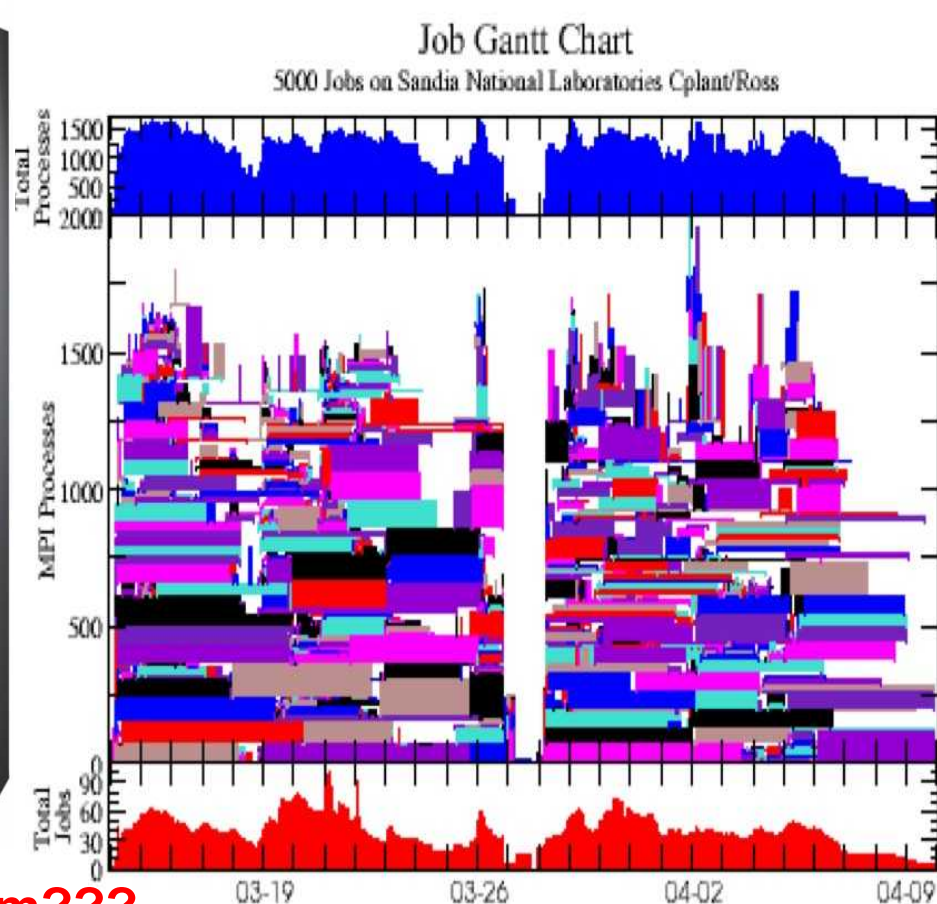 Job Gantt Chart
5000 Jobs on Sandia National Laboratories Cplant/Ross
Total
Processes
1500
1000
500
2000
MPI Processes
1500
1000
500
0
Total
Jobs
90
60
30
0
03-19 03-26 04-02 04-09